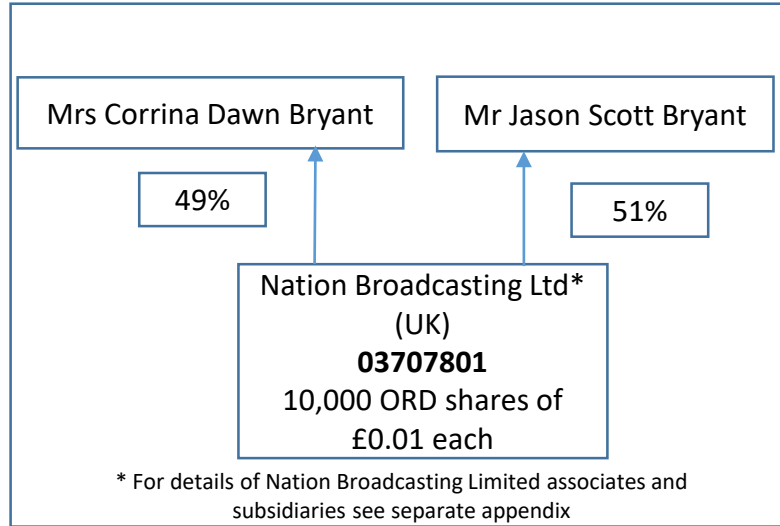 Mrs Corrina Dawn Bryant
Mr Jason Scott Bryant
49%
51%
Nation Broadcasting Ltd*
(UK)
03707801
10,000 ORD shares of
£0.01 each
* For details of Nation Broadcasting Limited associates and
subsidiaries see separate appendix